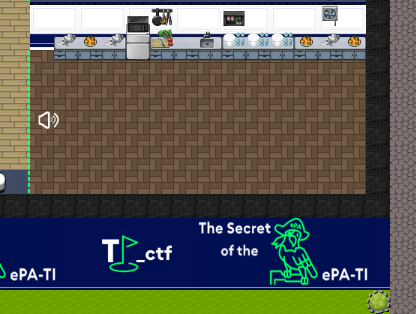 ePA-TI
T_ctf
The Secret
of the
ePA-TI